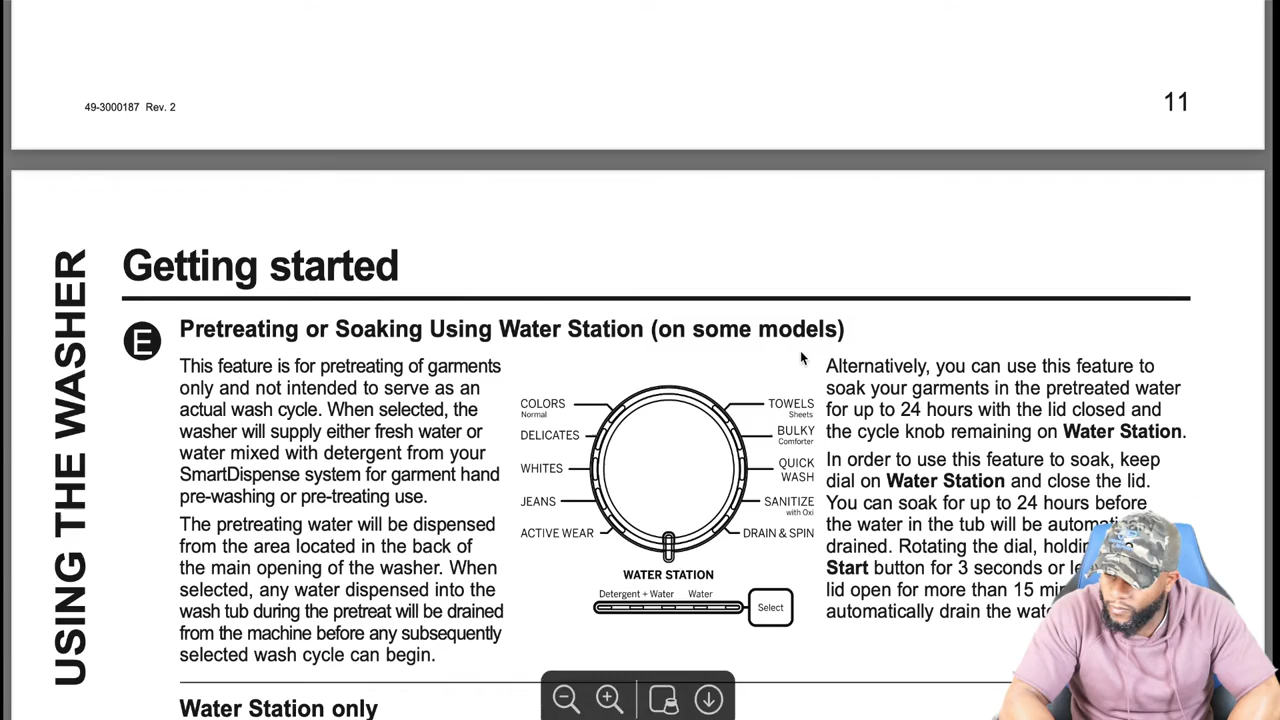 49-3000187 Rev. 2
11
USING THE WASHER
Getting started
E
Pretreating or Soaking Using Water Station (on some models)
This feature is for pretreating of garments
only and not intended to serve as an
actual wash cycle. When selected, the
washer will supply either fresh water or
water mixed with detergent from your
SmartDispense system for garment hand
pre-washing or pre-treating use.
The pretreating water will be dispensed
from the area located in the back of
the main opening of the washer. When
selected, any water dispensed into the
wash tub during the pretreat will be drained
from the machine before any subsequently
selected wash cycle can begin.
COLORS
Normal
DELICATES
WHITES
JEANS
ACTIVE WEAR
TOWELS
Sheets
BULKY
Comforter
QUICK
WASH
SANITIZE
with Oxi
DRAIN & SPIN
WATER STATION
Detergent + Water Water
Select
Alternatively, you can use this feature to
soak your garments in the pretreated water
for up to 24 hours with the lid closed and
the cycle knob remaining on Water Station.
In order to use this feature to soak, keep
dial on Water Station and close the lid.
You can soak for up to 24 hours before
the water in the tub will be
drained. Rotating the dial,
Start button for 3 seconds or
lid open for more than 15
automatically drain the
Water Station only